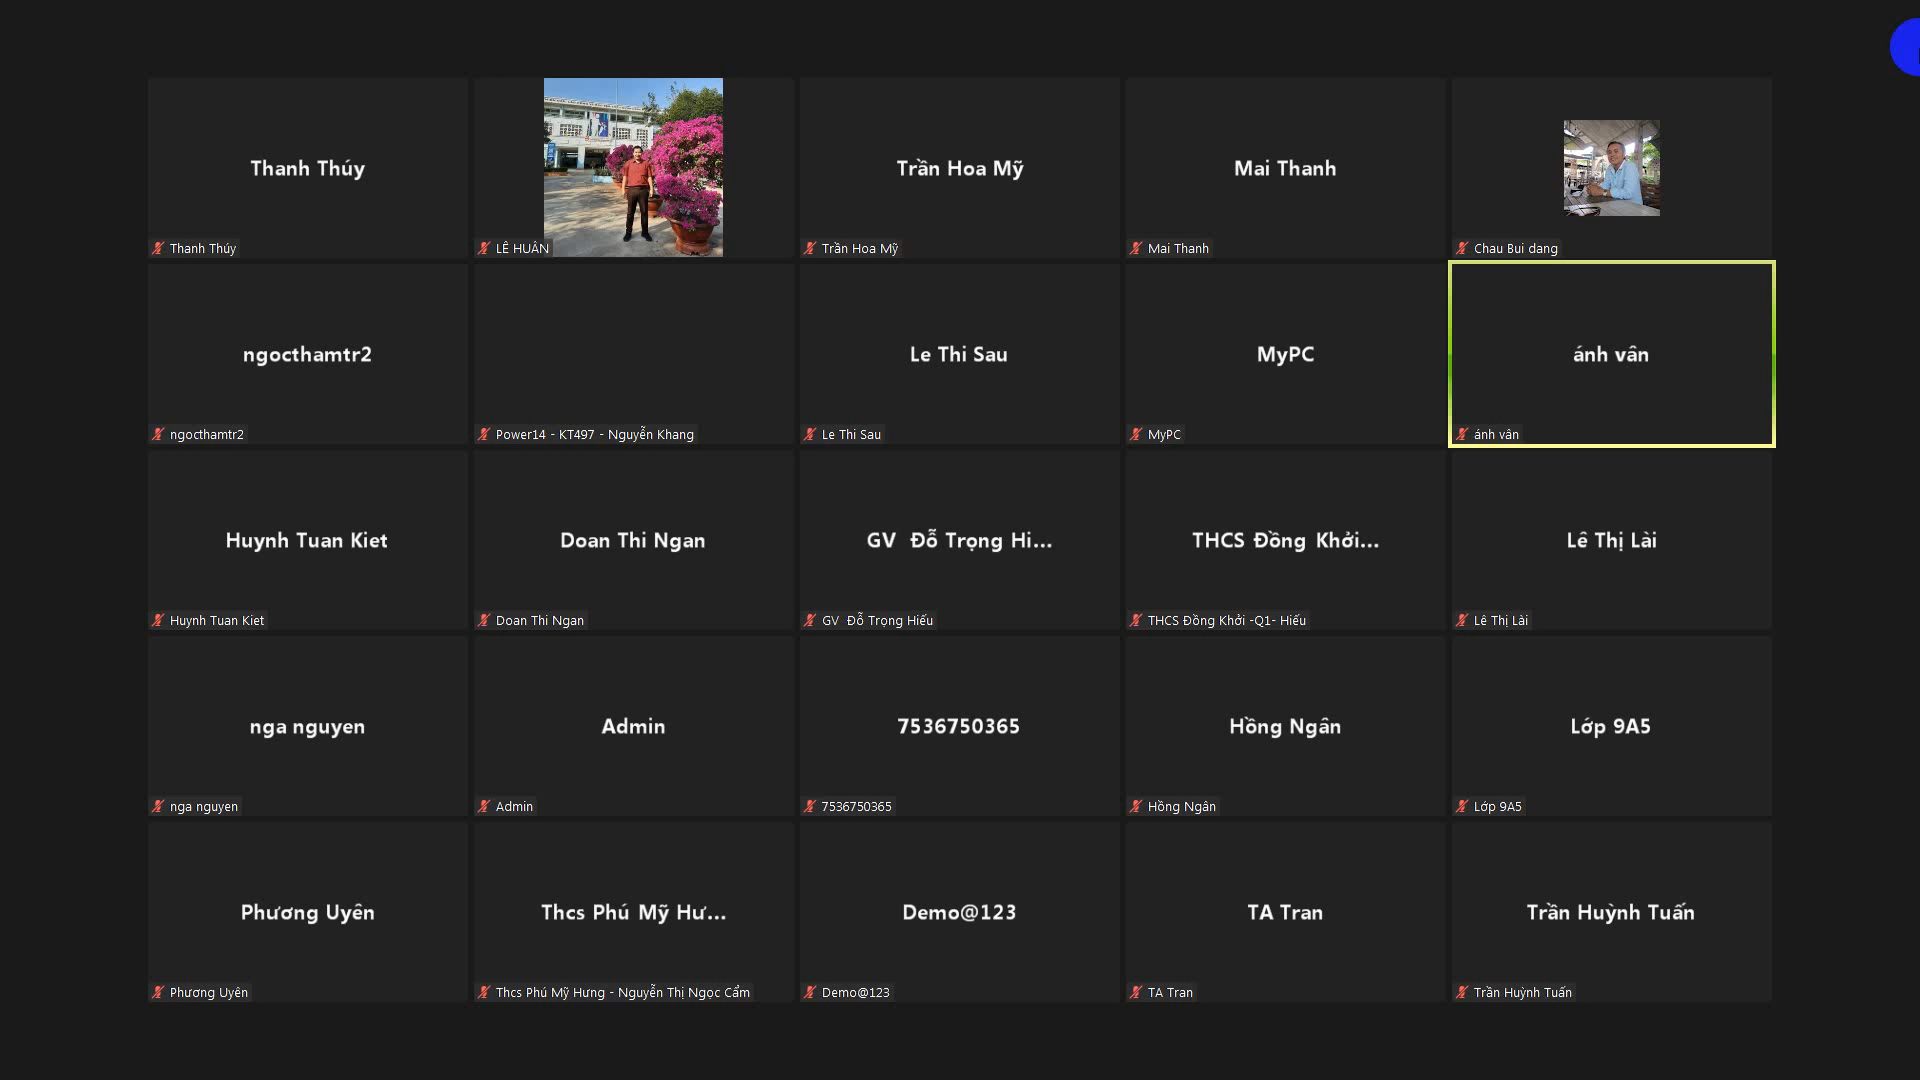 Thanh Thúy
Thanh Thúy
LÊ HUÂN
Trần Hoa Mỹ
Trần Hoa Mỹ
Mai Thanh
Mai Thanh
Chau Bui dang
ngocthamtr2
ngocthamtr2
Power14 - KT497 - Nguyễn Khang
Le Thi Sau
Le Thi Sau
MyPC
MyPC
ánh vân
ánh vân
Huynh Tuan Kiet
Huynh Tuan Kiet
Doan Thi Ngan
Doan Thi Ngan
GV  Đỗ Trọng Hi...
GV  Đỗ Trọng Hiếu
THCS Đồng Khởi...
THCS Đồng Khởi -Q1- Hiếu
Lê Thị Lài
Lê Thị Lài
nga nguyen
nga nguyen
Admin
Admin
7536750365
7536750365
Hồng Ngân
Hồng Ngân
Lớp 9A5
Lớp 9A5
Phương Uyên
Phương Uyên
Thcs Phú Mỹ Hư...
Thcs Phú Mỹ Hưng - Nguyễn Thị Ngọc Cẩm
Demo@123
Demo@123
TA Tran
TA Tran
Trần Huỳnh Tuấn
Trần Huỳnh Tuấn